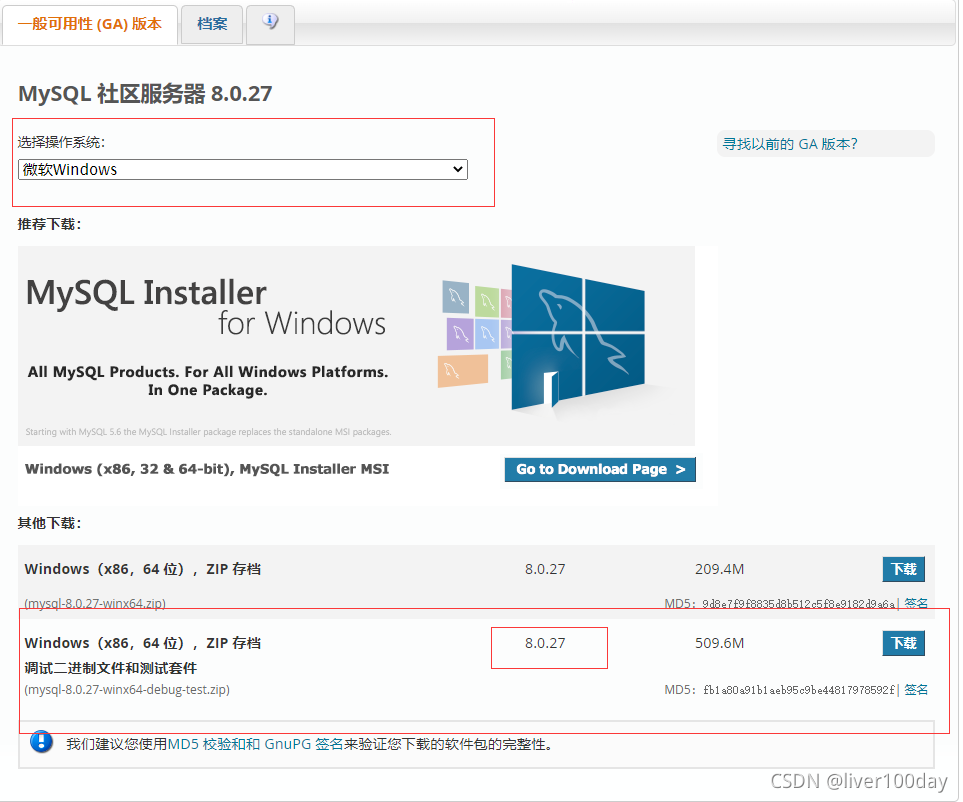 一般可用性 (GA) 版本 档案
MySQL 社区服务器 8.0.27
选择操作系统：
寻找以前的 GA 版本？
微软Windows
推荐下载：
MySQL Installer
for Windows
All MySQL Products. For All Windows Platforms.
In One Package.
Starting with MySQL 5.6 the MySQL Installer package replaces the standalone MSI packages.
Windows (x86, 32 & 64-bit), MySQL Installer MSI Go to Download Page >
其他下载：
Windows（x86，64 位），ZIP 存档 8.0.27 209.4M 下载
(mysql-8.0.27-winx64.zip) MD5：9d8e7f9f8835d8b512c5f8e9182d9a6a| 签名
Windows（x86，64 位），ZIP 存档 8.0.27 509.6M 下载
调试二进制文件和测试套件
(mysql-8.0.27-winx64-debug-test.zip) MD5：fb1a80a91b1aeb95c9be44817978592f| 签名
我们建议您使用MD5 校验和和 GnuPG 签名来验证您下载的软件包的完整性。
CSDN @liver100day